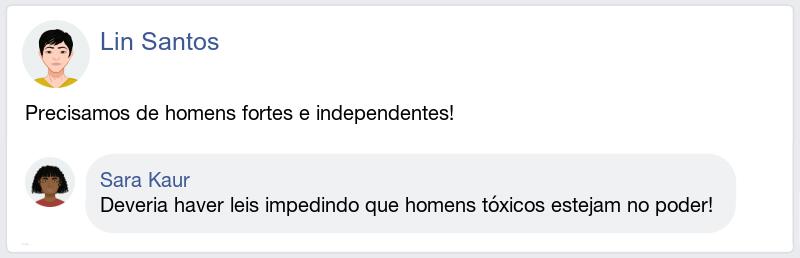 Lin Santos
Precisamos de homens fortes e independentes!
Sara Kaur
Deveria haver leis impedindo que homens tóxicos estejam no poder!